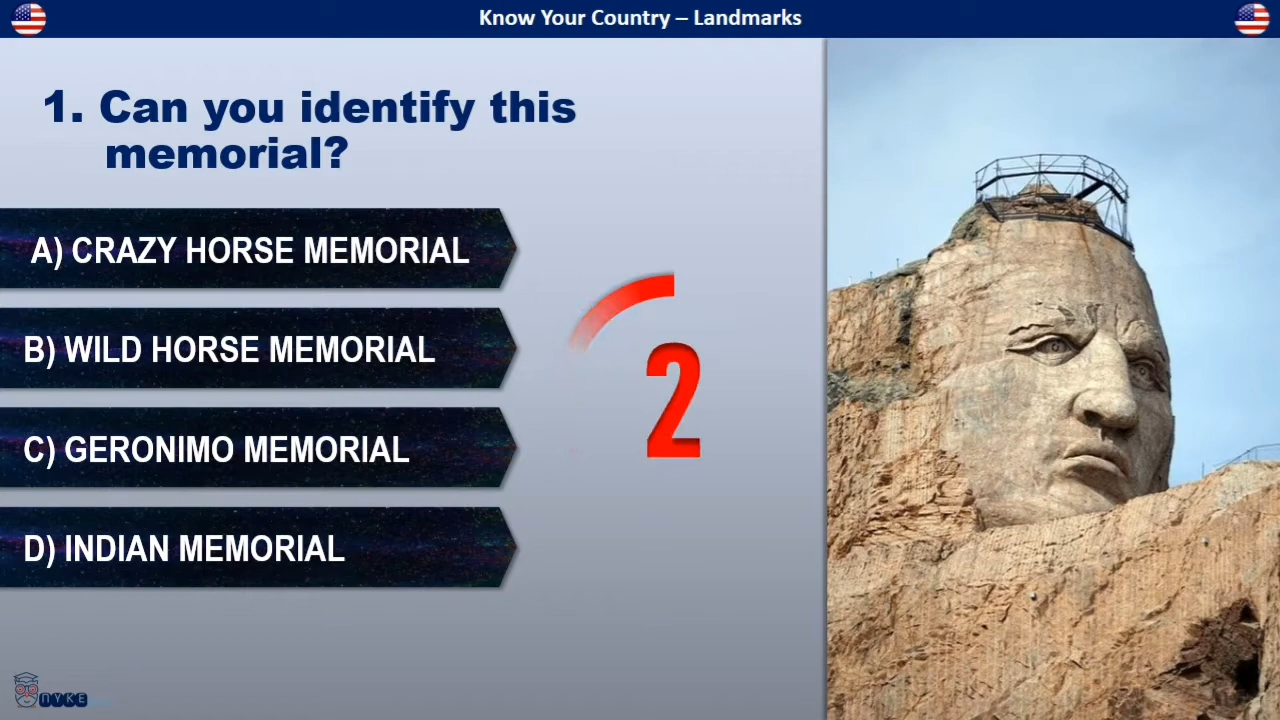 Know Your Country – Landmarks
1. Can you identify this
memorial?
A) CRAZY HORSE MEMORIAL
B) WILD HORSE MEMORIAL
C) GERONIMO MEMORIAL
D) INDIAN MEMORIAL
2
NYKE